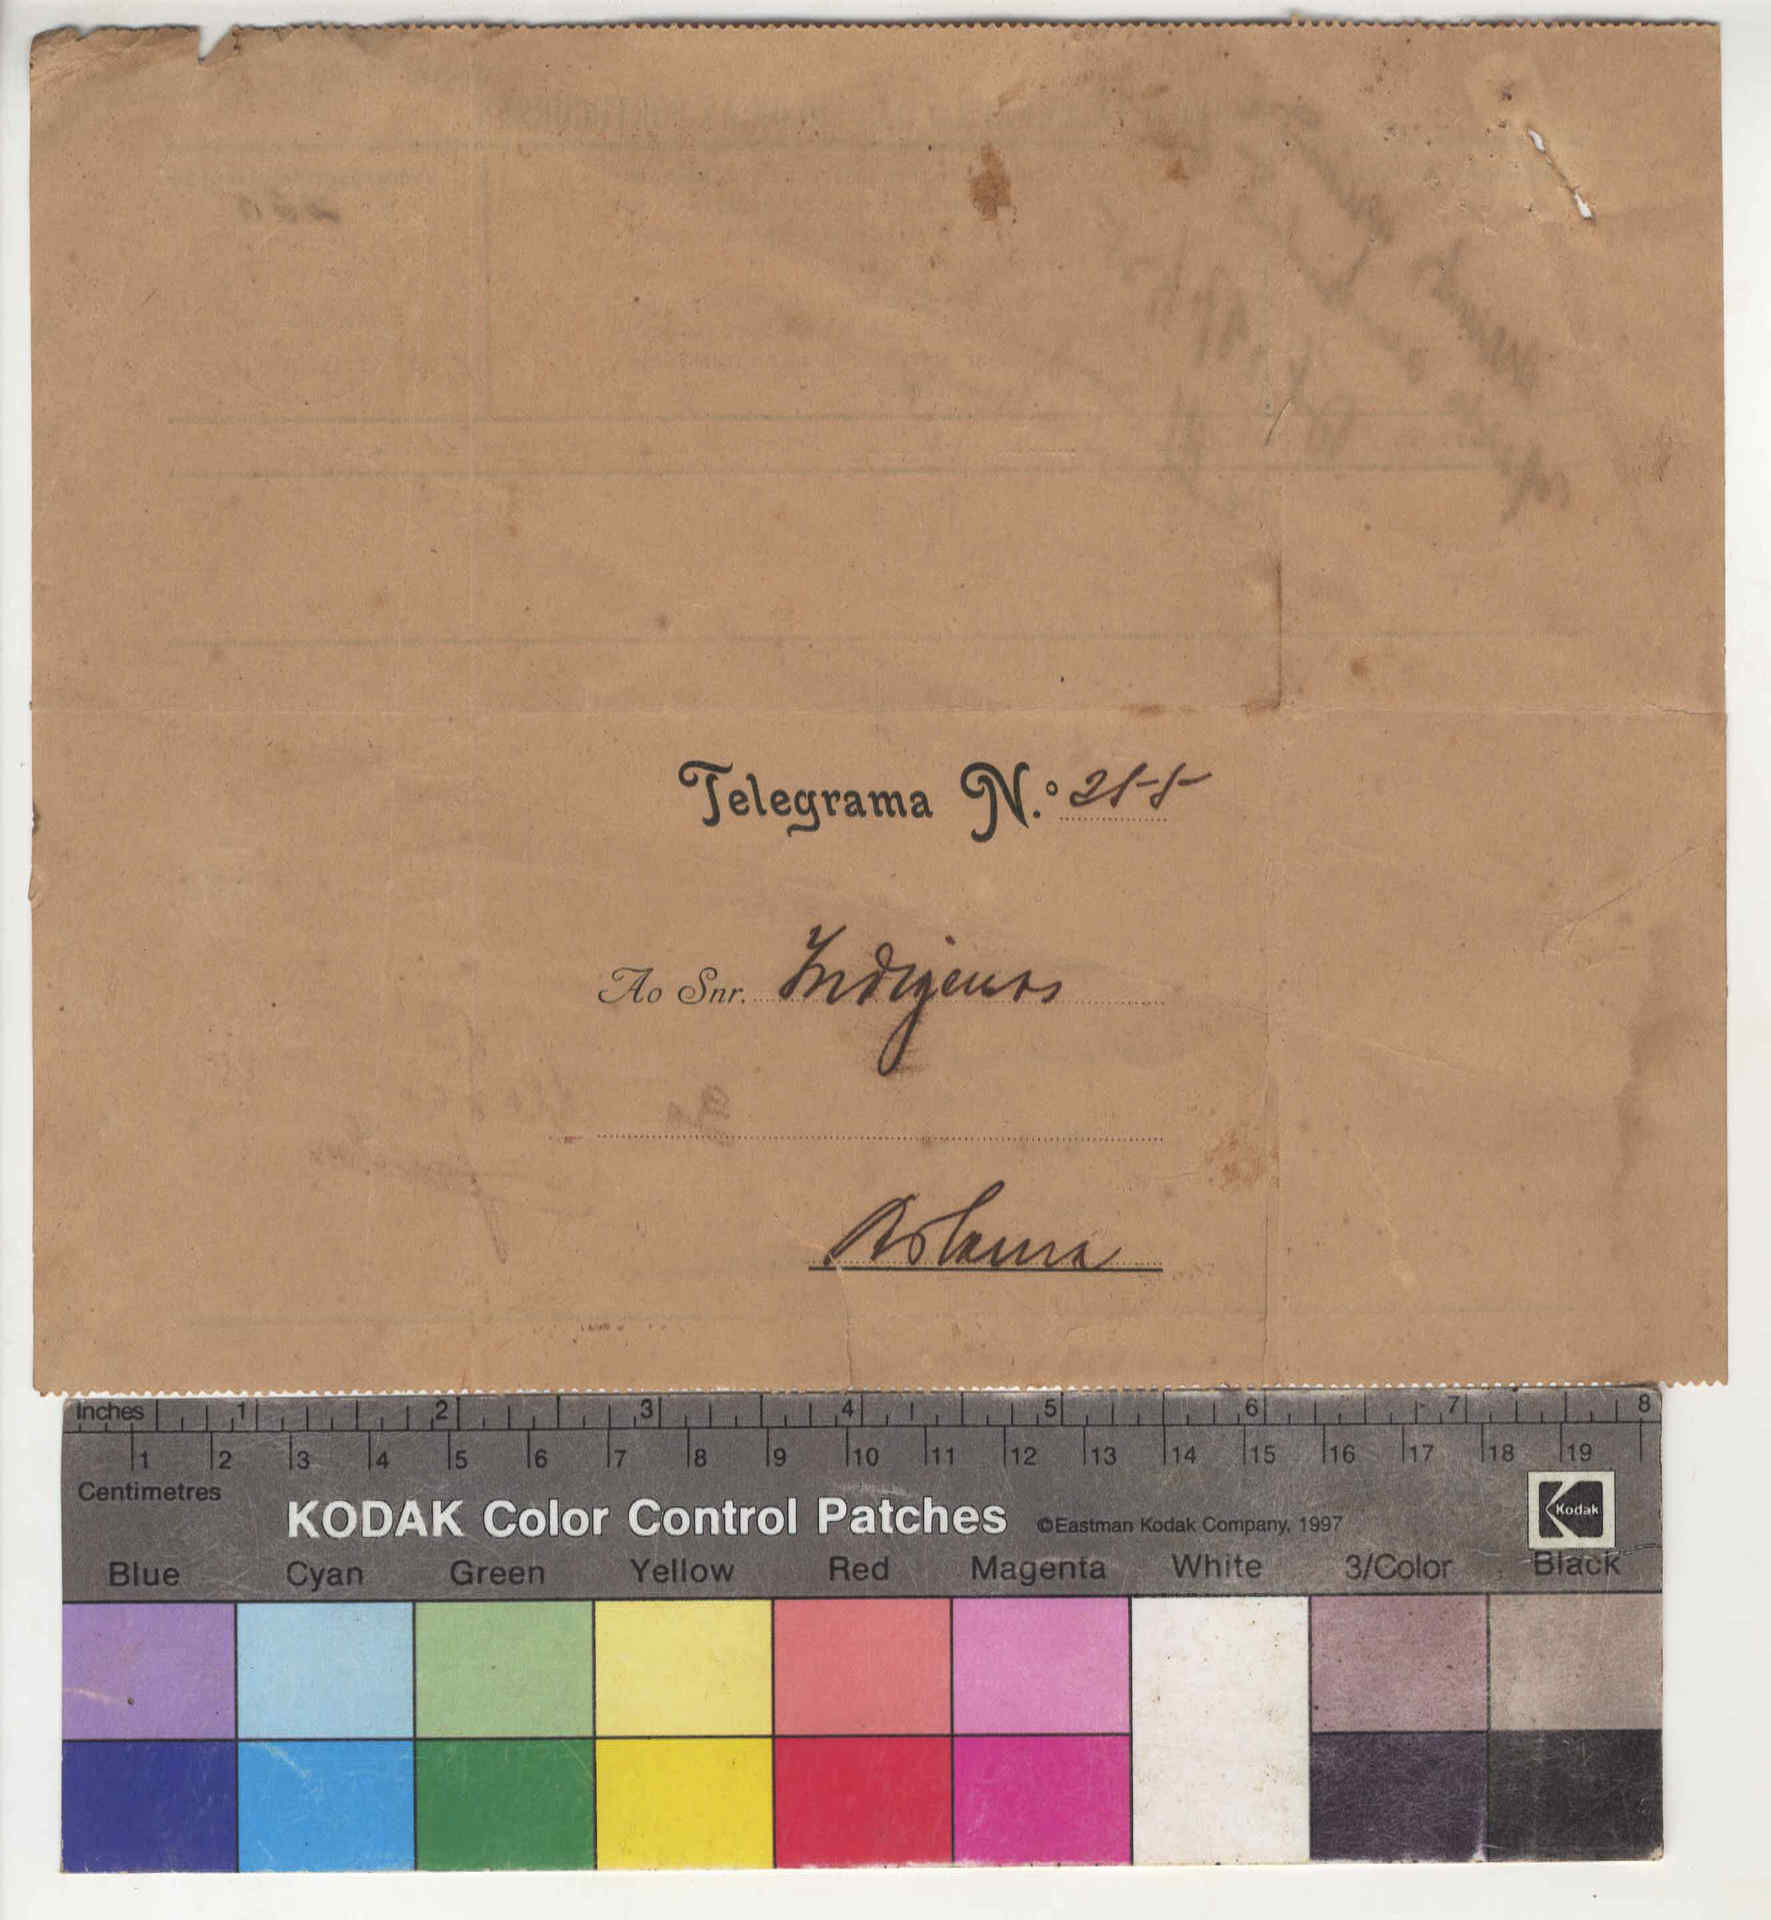 Telegrama N.º 255
Ao Snr. Indigenas
Inches 1 2 3 4 5 6 7 8
1 2 3 4 5 6 7 8 9 10 11 12 13 14 15 16 17 18 19
Centimetres
KODAK Color Control Patches ©Eastman Kodak Company, 1997 Kodak
Blue Cyan Green Yellow Red Magenta White 3/Color Black